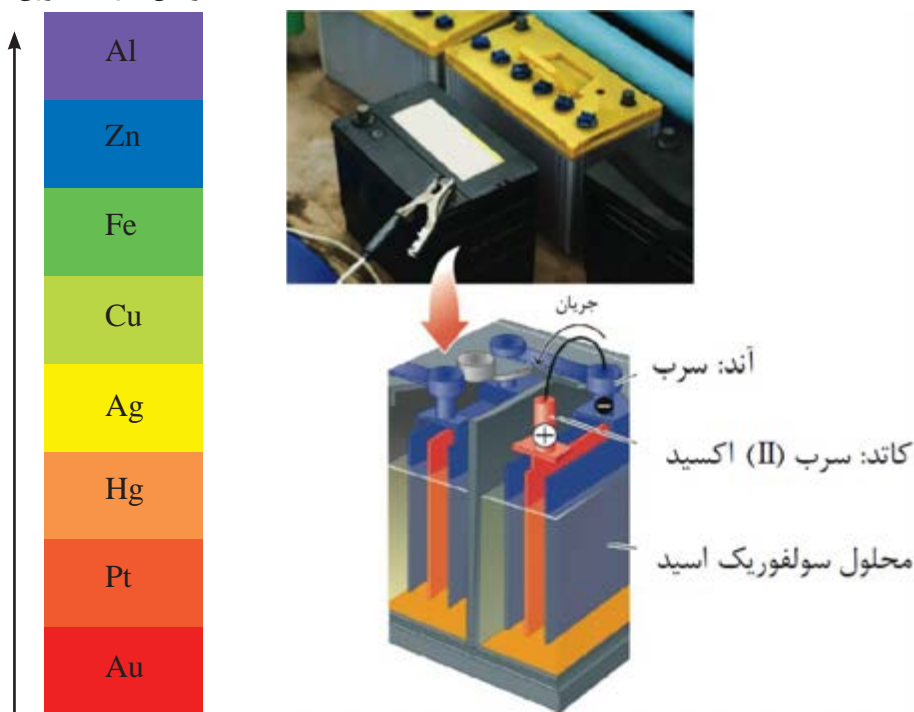 Al
Zn
Fe
Cu
Ag
Hg
Pt
Au
جریان
آند: سرب
کاتد: سرب (II) اکسید
محلول سولفوریک اسید